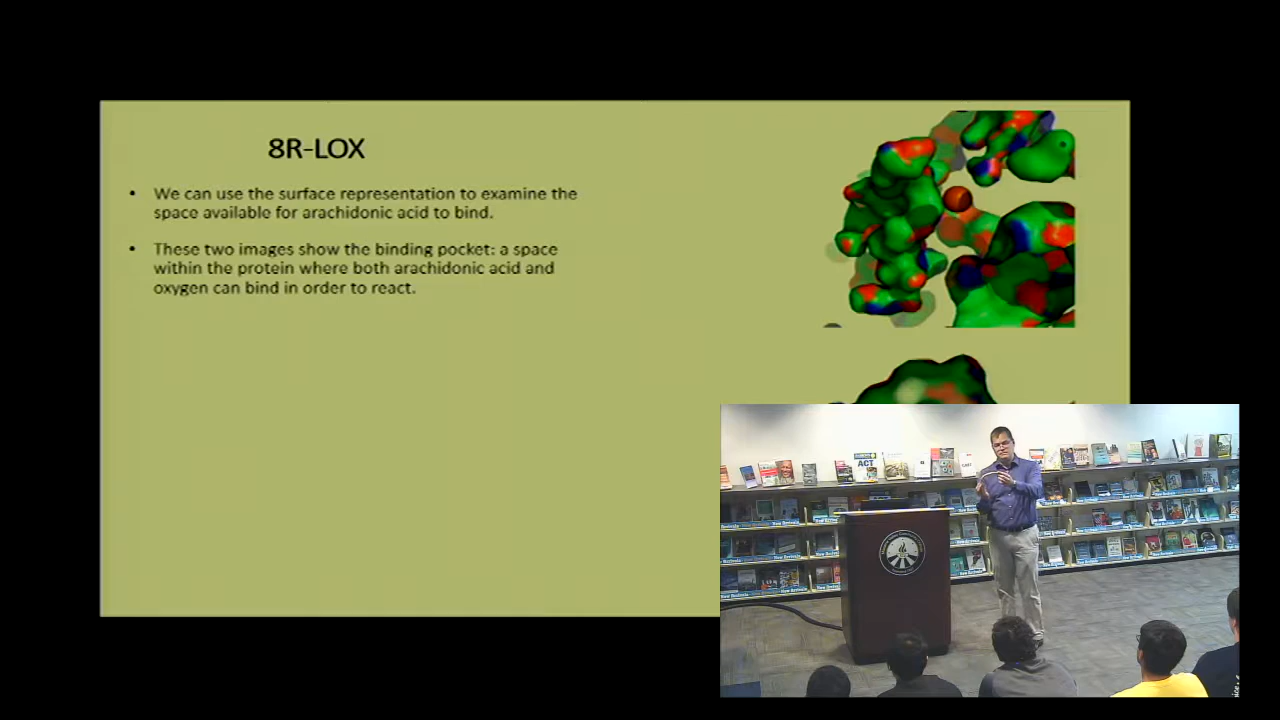 8R-LOX
• We can use the surface representation to examine the
space available for arachidonic acid to bind.
• These two images show the binding pocket: a space
within the protein where both arachidonic acid and
oxygen can bind in order to react.
ACT